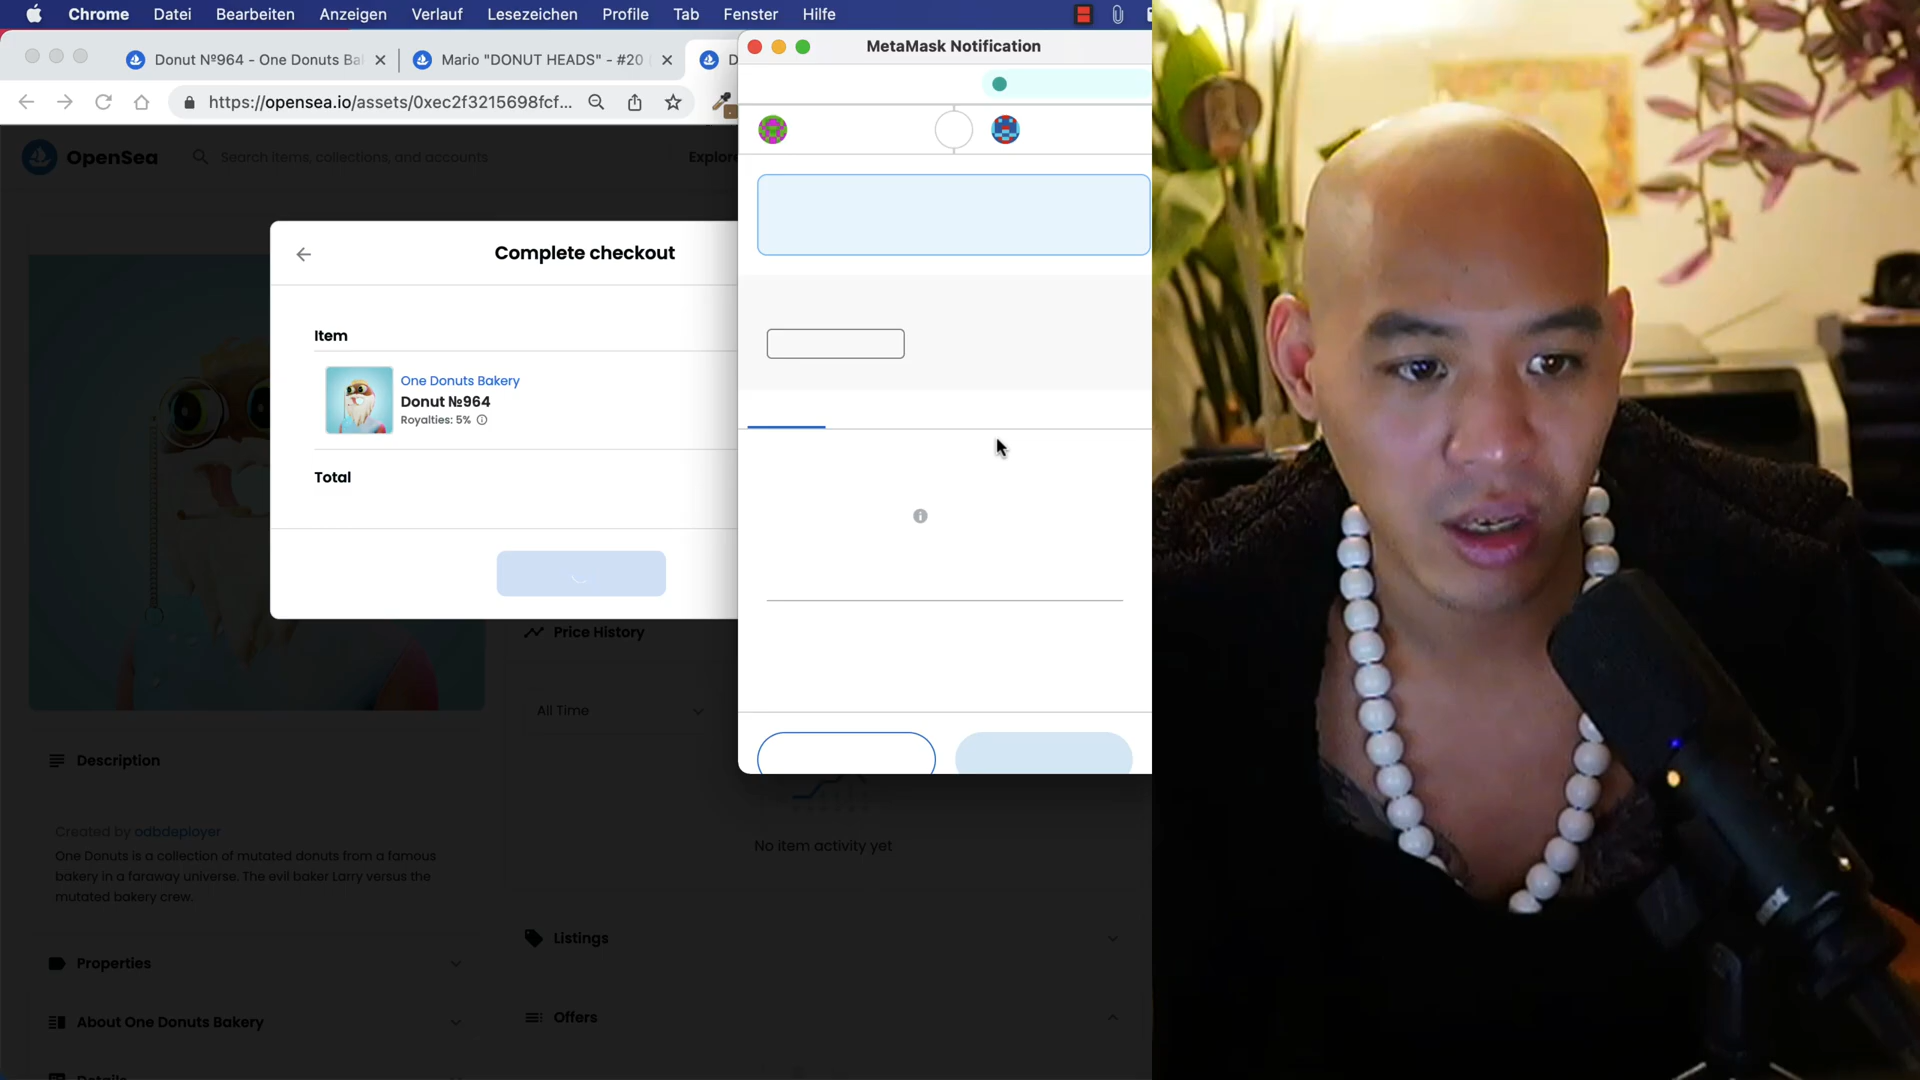 Chrome Datei Bearbeiten Anzeigen Verlauf Lesezeichen Profile Tab Fenster Hilfe
Donut Nº964 - One Donuts Ba
Mario "DONUT HEADS" - #20
D
MetaMask Notification
https://opensea.io/assets/0xec2f3215698fcf...
OpenSea
Search items, collections, and accounts
Explore
Complete checkout
Item
One Donuts Bakery
Donut №964
Royalties: 5%
Total
Price History
All Time
Description
Created by odbdeployer
One Donuts is a collection of mutated donuts from a famous
bakery in a faraway universe. The evil baker Larry versus the
mutated bakery crew.
No item activity yet
Listings
Properties
Offers
About One Donuts Bakery
Details